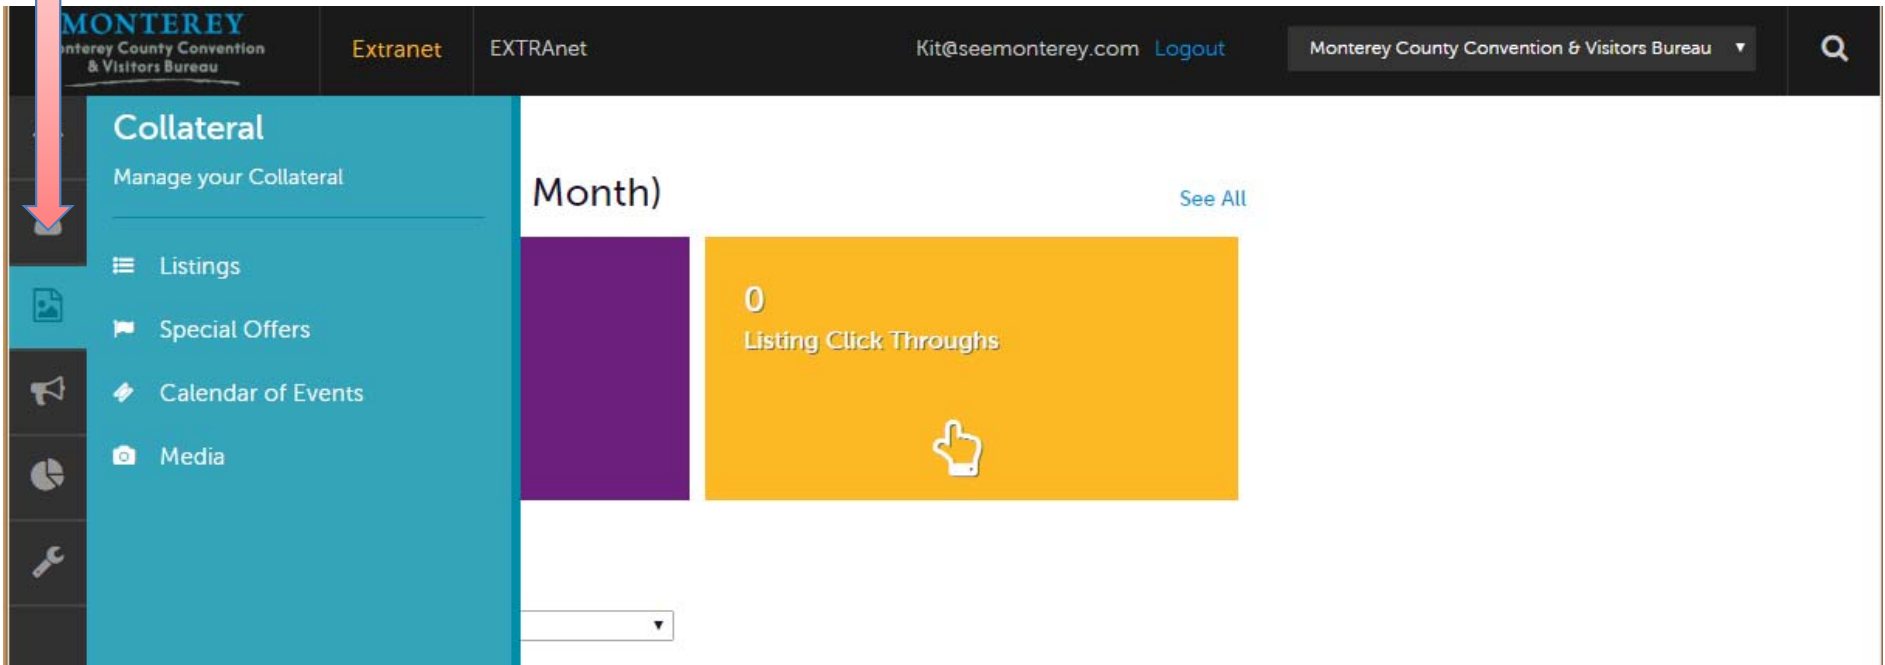 MONTEREY
onterey County Convention
& Visitors Bureau
Extranet
EXTRAnet
Kit@seemonterey.com Logout
Monterey County Convention & Visitors Bureau
Collateral
Manage your Collateral
Month)
See All
Listings
Special Offers
Calendar of Events
Media
0
Listing Click Throughs